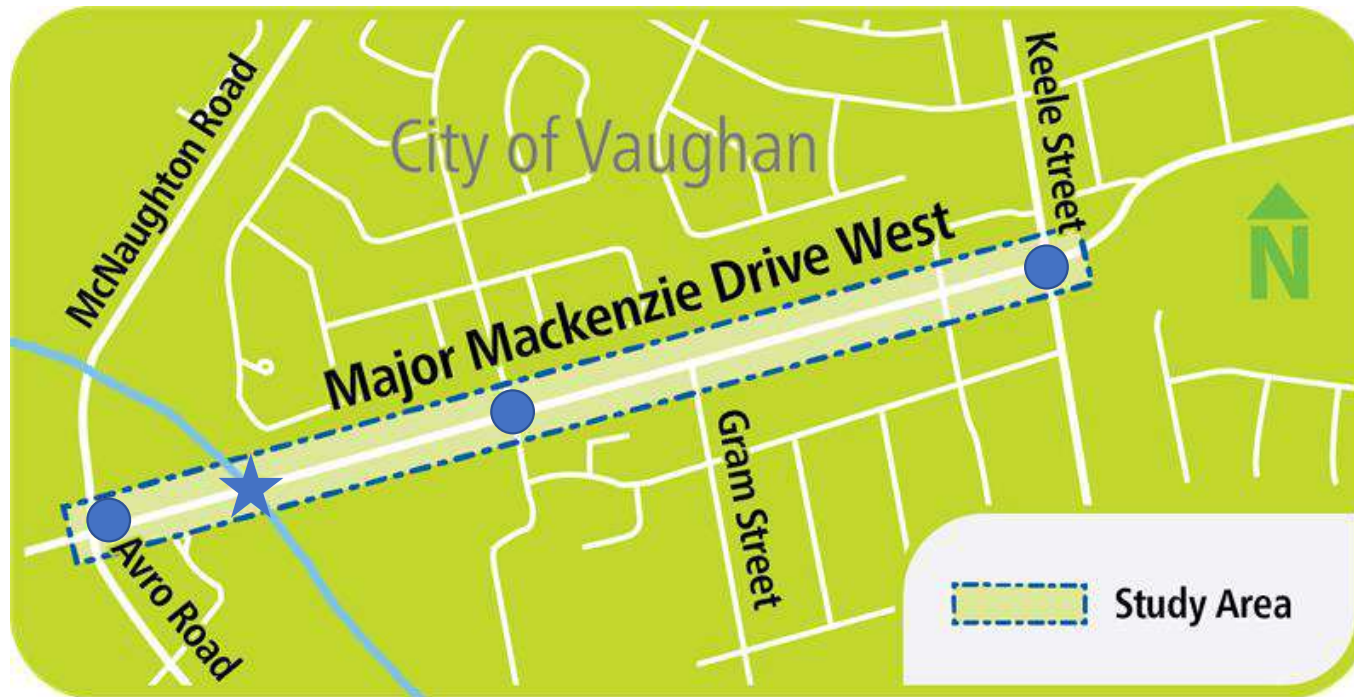 McNaughton Road
City of Vaughan
Keele Street
Major Mackenzie Drive West
N
Avro Road
Gram Street
Study Area